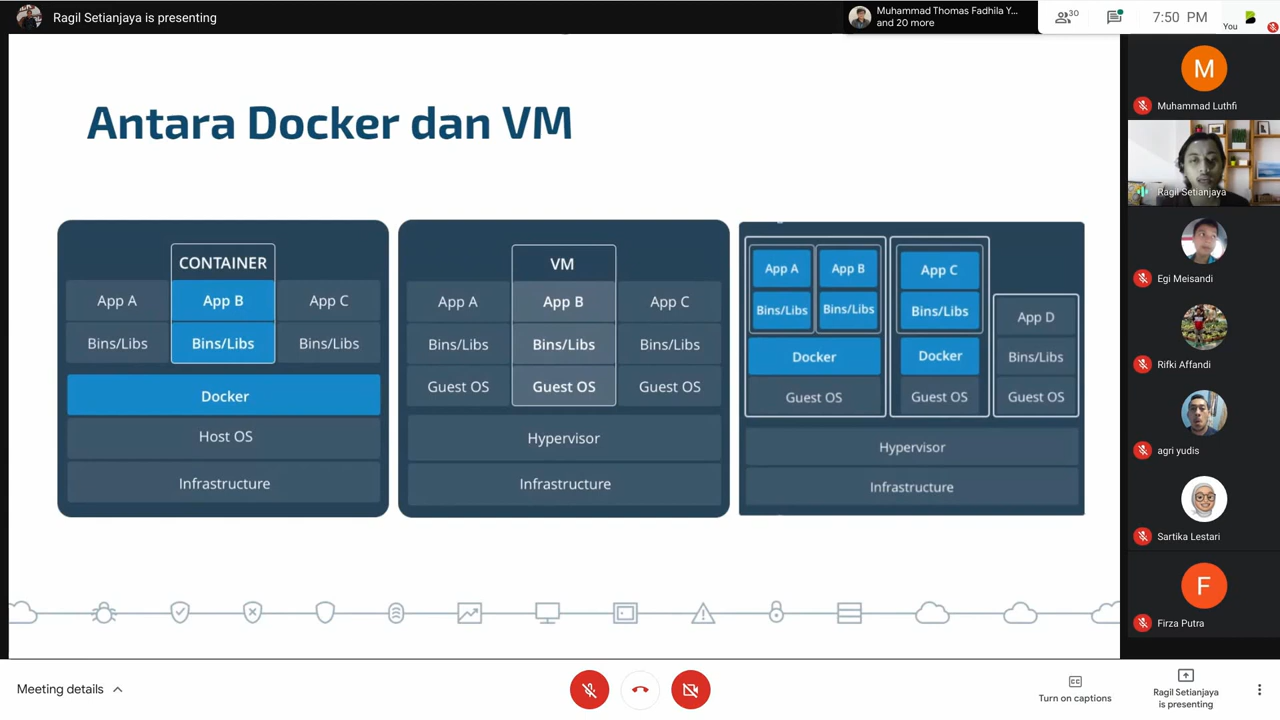 Ragil Setianjaya is presenting
Muhammad Thomas Fadhila Y...
and 20 more
30
7:50 PM
You
Antara Docker dan VM
CONTAINER
App A
App B
App C
Bins/Libs
Bins/Libs
Bins/Libs
Docker
Host OS
Infrastructure
VM
App A
App B
App C
Bins/Libs
Bins/Libs
Bins/Libs
Guest OS
Guest OS
Guest OS
Hypervisor
Infrastructure
App A
App B
App C
Bins/Libs
Bins/Libs
Bins/Libs
App D
Docker
Docker
Bins/Libs
Guest OS
Guest OS
Guest OS
Hypervisor
Infrastructure
M
Muhammad Luthfi
Ragil Setianjaya
Egi Meisandi
Rifki Affandi
agri yudis
Sartika Lestari
F
Firza Putra
Meeting details
Turn on captions
Ragil Setianjaya
is presenting